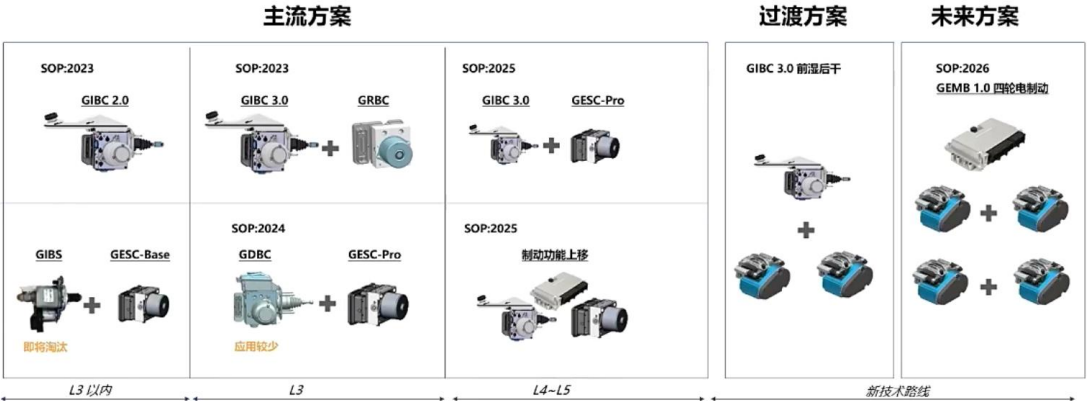 主流方案
过渡方案
未来方案
SOP:2023
GIBC 2.0
SOP:2023
GIBC 3.0
GRBC
SOP:2025
GIBC 3.0
GESC-Pro
GIBC 3.0 前湿后干
SOP:2026
GEMB 1.0 四轮电制动
GIBS
GESC-Base
即将淘汰
SOP:2024
GDBC
GESC-Pro
应用较少
SOP:2025
制动功能上移
L3 以内
L3
L4~L5
新技术路线